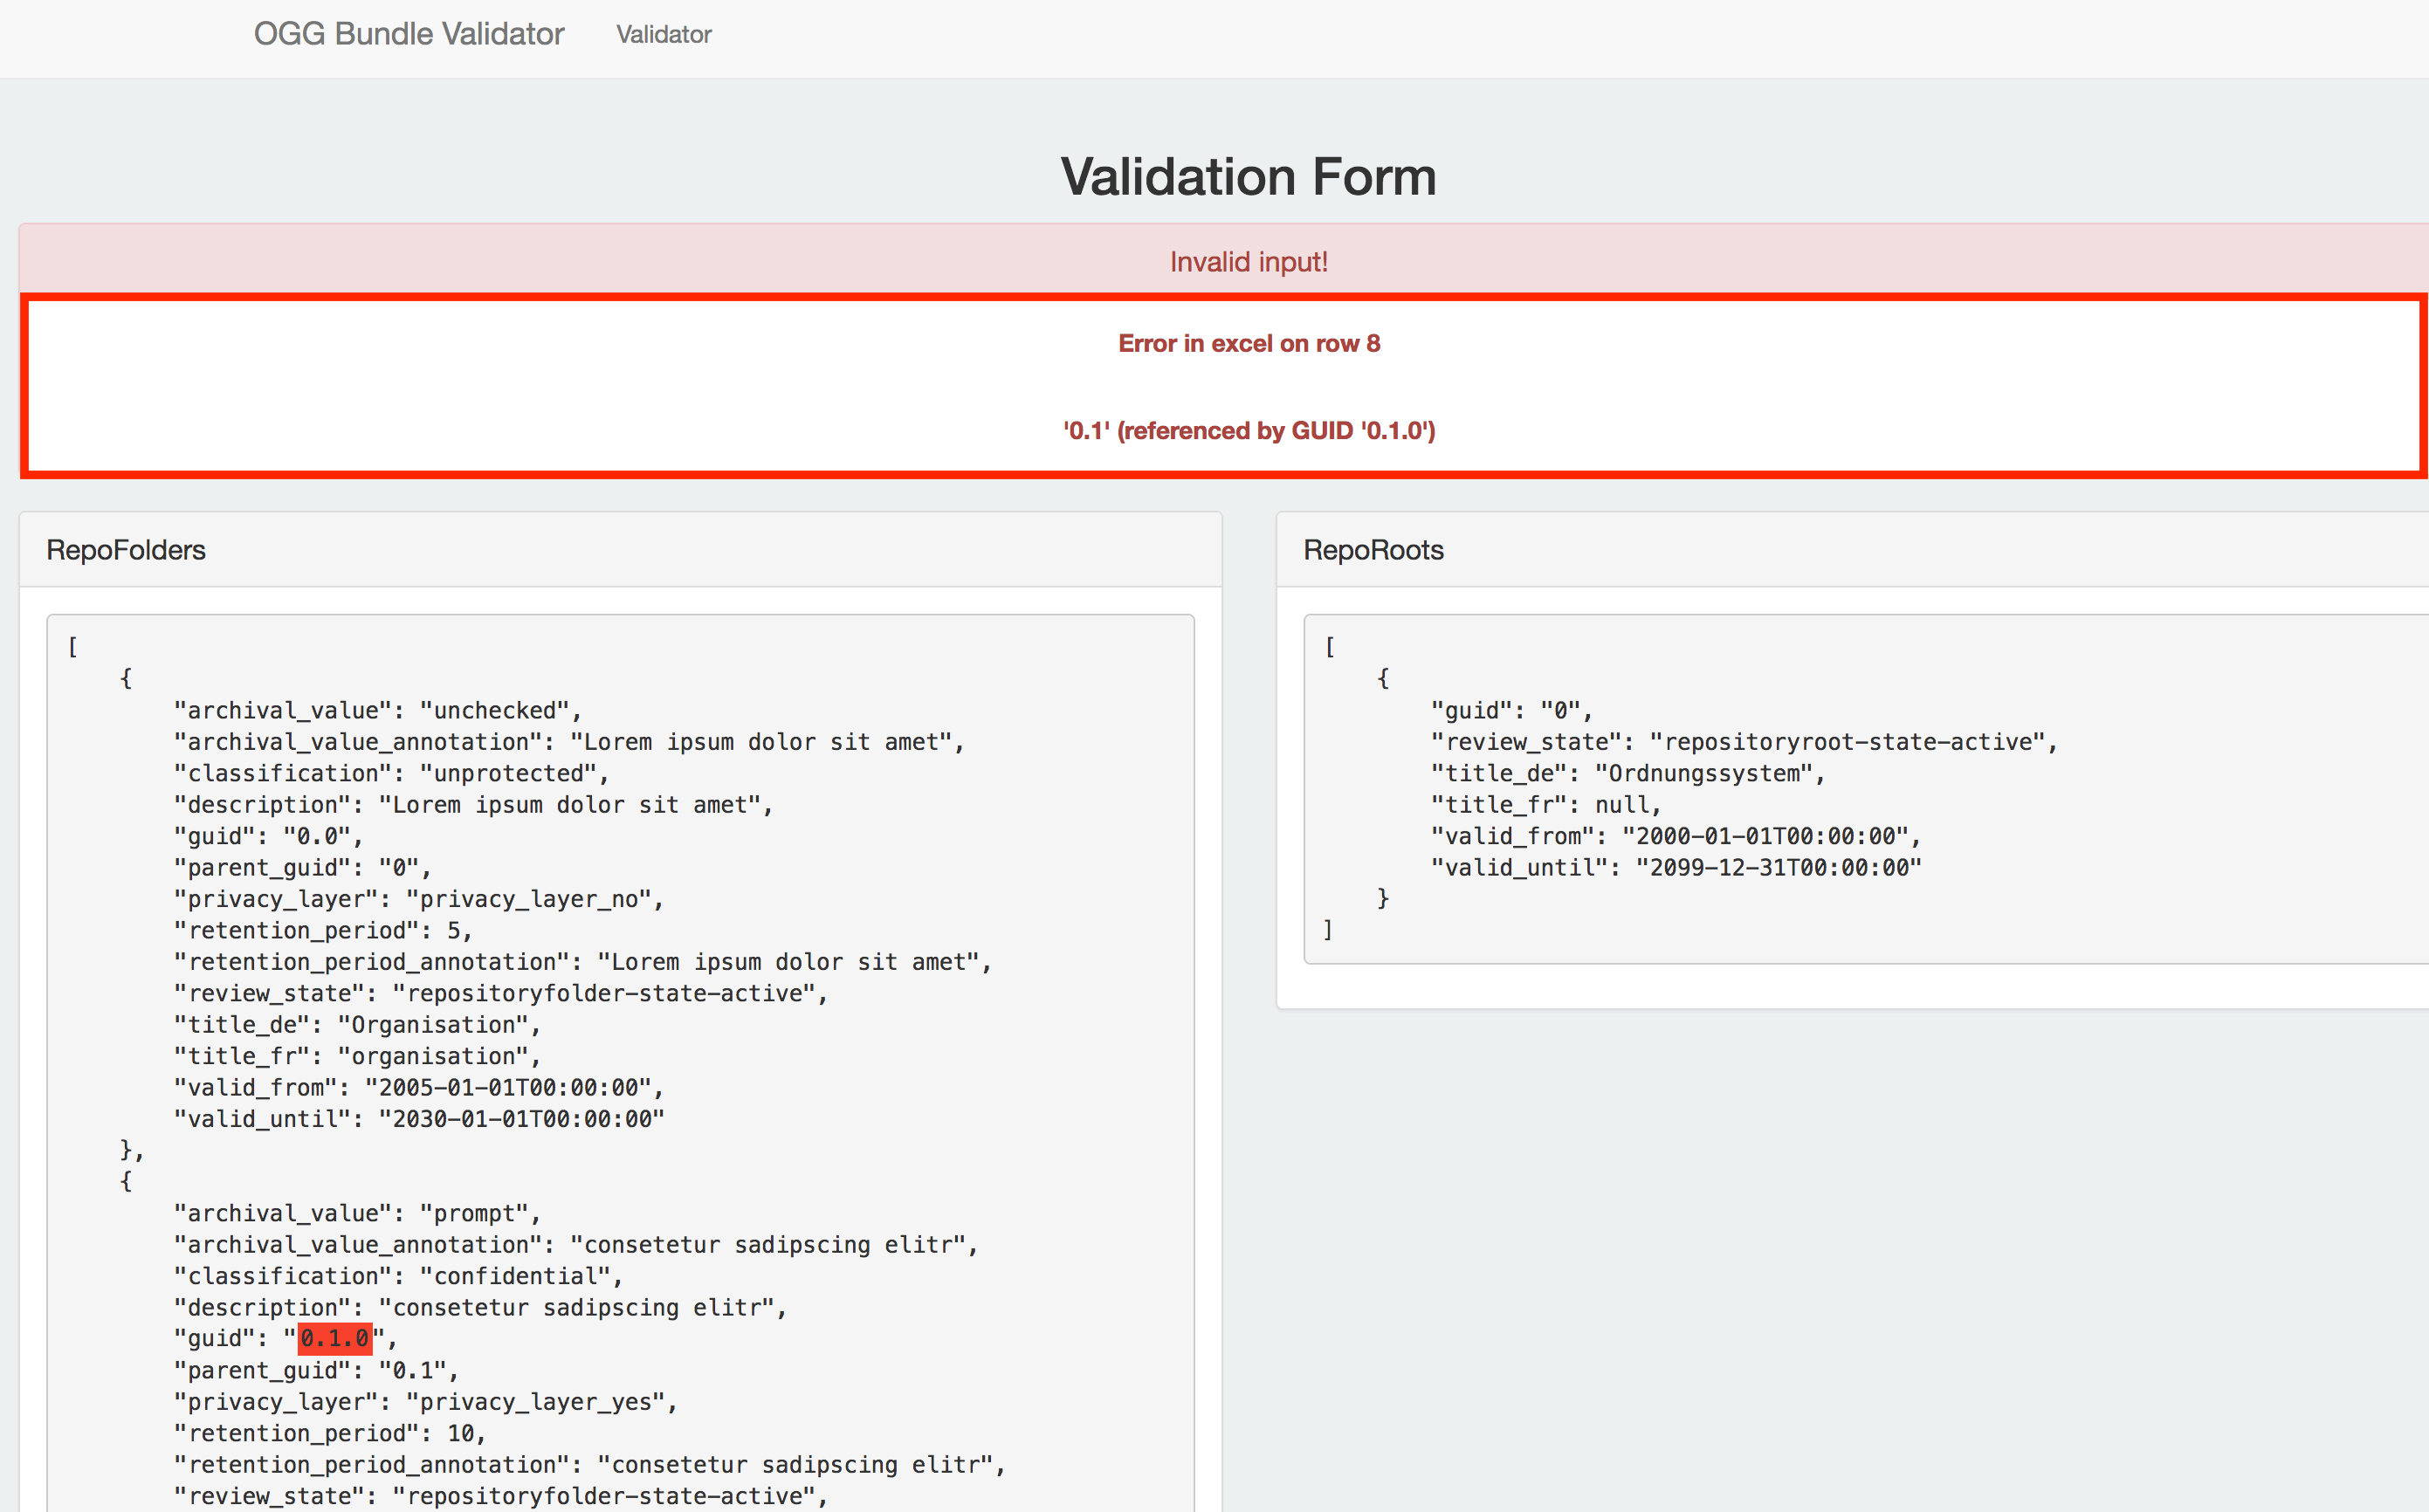 OGG Bundle Validator Validator
Validation Form
Invalid input!
Error in excel on row 8
'0.1' (referenced by GUID '0.1.0')
RepoFolders
[
    {
        "archival_value": "unchecked",
        "archival_value_annotation": "Lorem ipsum dolor sit amet",
        "classification": "unprotected",
        "description": "Lorem ipsum dolor sit amet",
        "guid": "0.0",
        "parent_guid": "0",
        "privacy_layer": "privacy_layer_no",
        "retention_period": 5,
        "retention_period_annotation": "Lorem ipsum dolor sit amet",
        "review_state": "repositoryfolder-state-active",
        "title_de": "Organisation",
        "title_fr": "organisation",
        "valid_from": "2005-01-01T00:00:00",
        "valid_until": "2030-01-01T00:00:00"
    },
    {
        "archival_value": "prompt",
        "archival_value_annotation": "consetetur sadipscing elitr",
        "classification": "confidential",
        "description": "consetetur sadipscing elitr",
        "guid": "0.1.0",
        "parent_guid": "0.1",
        "privacy_layer": "privacy_layer_yes",
        "retention_period": 10,
        "retention_period_annotation": "consetetur sadipscing elitr",
        "review_state": "repositoryfolder-state-active",
RepoRoots
[
    {
        "guid": "0",
        "review_state": "repositoryroot-state-active",
        "title_de": "Ordnungssystem",
        "title_fr": null,
        "valid_from": "2000-01-01T00:00:00",
        "valid_until": "2099-12-31T00:00:00"
    }
]